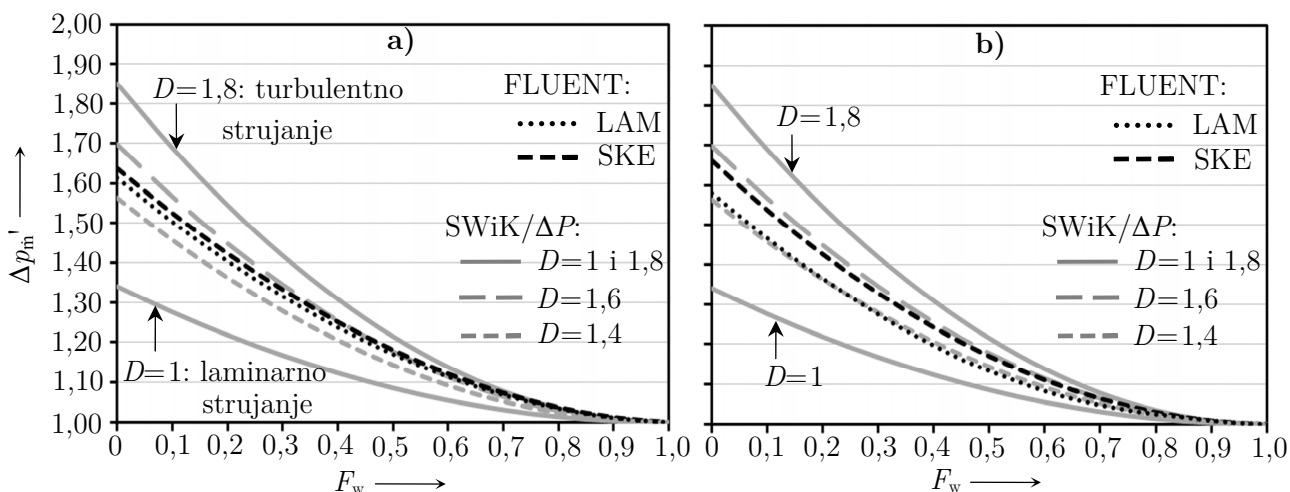 a)
2,00
1,90
1,80
1,70
1,60
1,50
1,40
1,30
1,20
1,10
1,00
Δpṁ'
D=1,8: turbulentno
strujanje
FLUENT:
LAM
SKE
SWiK/ΔP:
D=1 i 1,8
D=1,6
D=1,4
D=1: laminarno
strujanje
0 0,1 0,2 0,3 0,4 0,5 0,6 0,7 0,8 0,9 1,0
Fw
b)
D=1,8
FLUENT:
LAM
SKE
SWiK/ΔP:
D=1 i 1,8
D=1,6
D=1,4
D=1
0 0,1 0,2 0,3 0,4 0,5 0,6 0,7 0,8 0,9 1,0
Fw